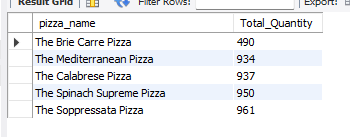 Result Grid Filter Rows: Export:
pizza_name Total_Quantity
The Brie Carre Pizza 490
The Mediterranean Pizza 934
The Calabrese Pizza 937
The Spinach Supreme Pizza 950
The Soppressata Pizza 961